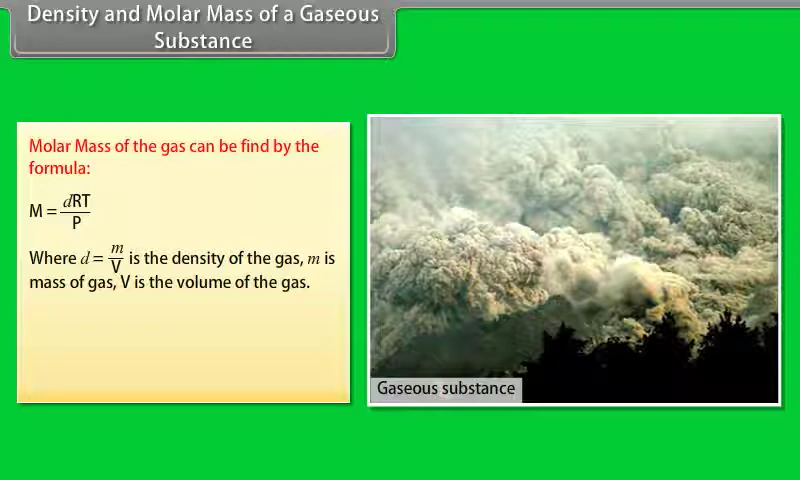 Density and Molar Mass of a Gaseous
Substance
Molar Mass of the gas can be find by the
formula:
M = dRT/P
Where d = m/V is the density of the gas, m is
mass of gas, V is the volume of the gas.
Gaseous substance